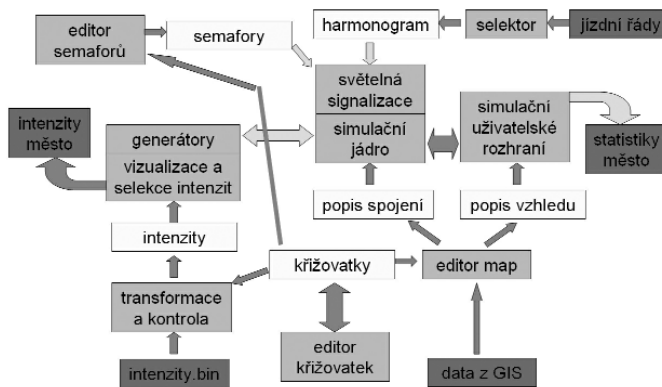 editor
semaforů
semafory
harmonogram
selektor
jízdní řády
světelná
signalizace
simulační
jádro
simulační
uživatelské
rozhraní
intenzity
město
generátory
vizualizace a
selekce intenzit
statistiky
město
popis spojení
popis vzhledu
intenzity
křižovatky
editor map
transformace
a kontrola
editor
křižovatek
intenzity.bin
data z GIS